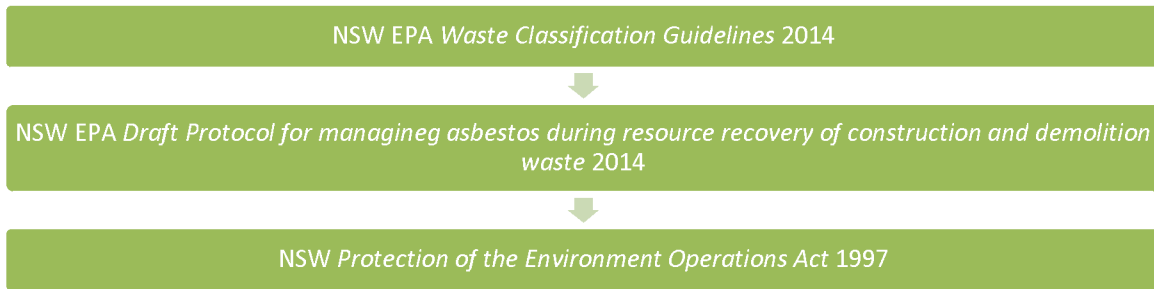 NSW EPA Waste Classification Guidelines 2014
NSW EPA Draft Protocol for managineg asbestos during resource recovery of construction and demolition
waste 2014
NSW Protection of the Environment Operations Act 1997